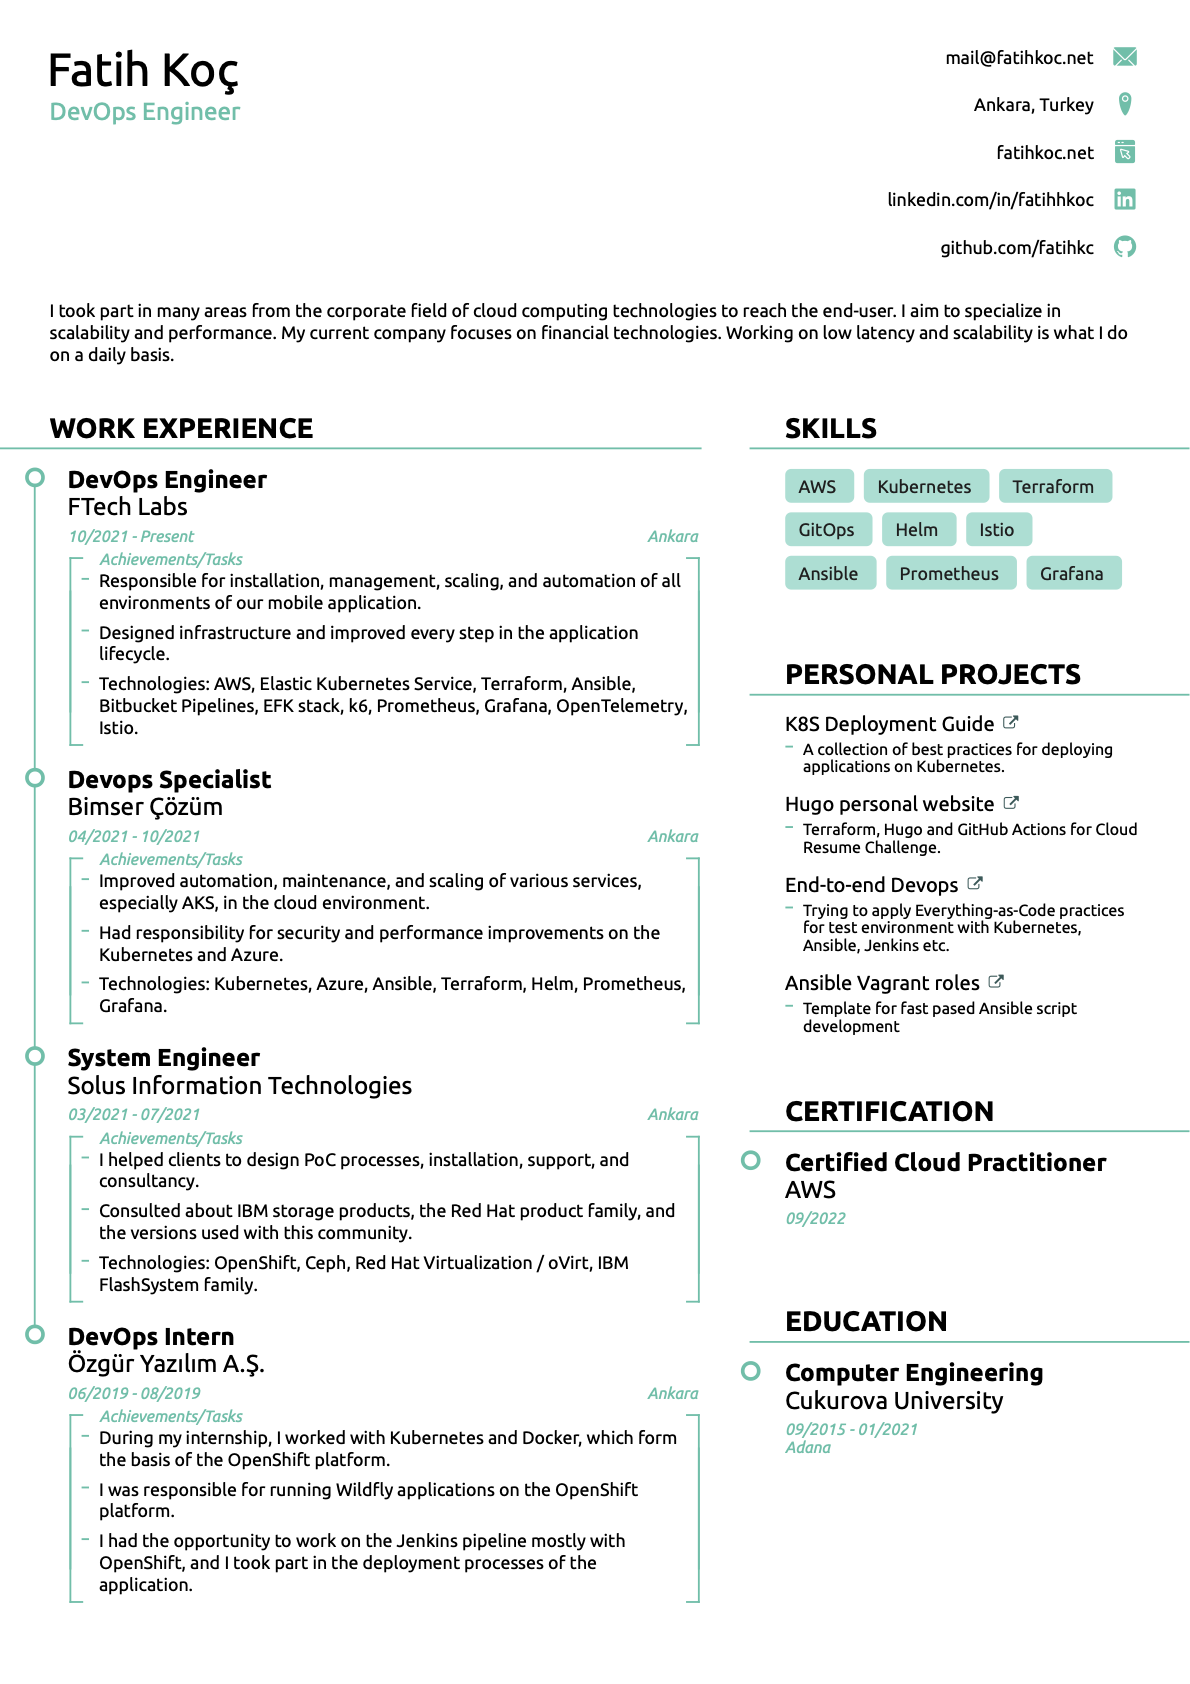 Fatih Koç
DevOps Engineer
mail@fatihkoc.net
Ankara, Turkey
fatihkoc.net
linkedin.com/in/fatihhkoc
github.com/fatihkc
I took part in many areas from the corporate field of cloud computing technologies to reach the end-user. I aim to specialize in
scalability and performance. My current company focuses on financial technologies. Working on low latency and scalability is what I do
on a daily basis.
WORK EXPERIENCE
DevOps Engineer
FTech Labs
10/2021 - Present
Ankara
Achievements/Tasks
– Responsible for installation, management, scaling, and automation of all
environments of our mobile application.
– Designed infrastructure and improved every step in the application
lifecycle.
– Technologies: AWS, Elastic Kubernetes Service, Terraform, Ansible,
Bitbucket Pipelines, EFK stack, k6, Prometheus, Grafana, OpenTelemetry,
Istio.
Devops Specialist
Bimser Çözüm
04/2021 - 10/2021
Ankara
Achievements/Tasks
– Improved automation, maintenance, and scaling of various services,
especially AKS, in the cloud environment.
– Had responsibility for security and performance improvements on the
Kubernetes and Azure.
– Technologies: Kubernetes, Azure, Ansible, Terraform, Helm, Prometheus,
Grafana.
System Engineer
Solus Information Technologies
03/2021 - 07/2021
Ankara
Achievements/Tasks
– I helped clients to design PoC processes, installation, support, and
consultancy.
– Consulted about IBM storage products, the Red Hat product family, and
the versions used with this community.
– Technologies: OpenShift, Ceph, Red Hat Virtualization / oVirt, IBM
FlashSystem family.
DevOps Intern
Özgür Yazılım A.Ş.
06/2019 - 08/2019
Ankara
Achievements/Tasks
– During my internship, I worked with Kubernetes and Docker, which form
the basis of the OpenShift platform.
– I was responsible for running Wildfly applications on the OpenShift
platform.
– I had the opportunity to work on the Jenkins pipeline mostly with
OpenShift, and I took part in the deployment processes of the
application.
SKILLS
AWS Kubernetes Terraform
GitOps Helm Istio
Ansible Prometheus Grafana
PERSONAL PROJECTS
K8S Deployment Guide
– A collection of best practices for deploying
applications on Kubernetes.
Hugo personal website
– Terraform, Hugo and GitHub Actions for Cloud
Resume Challenge.
End-to-end Devops
– Trying to apply Everything-as-Code practices
for test environment with Kubernetes,
Ansible, Jenkins etc.
Ansible Vagrant roles
– Template for fast pased Ansible script
development
CERTIFICATION
Certified Cloud Practitioner
AWS
09/2022
EDUCATION
Computer Engineering
Cukurova University
09/2015 - 01/2021
Adana